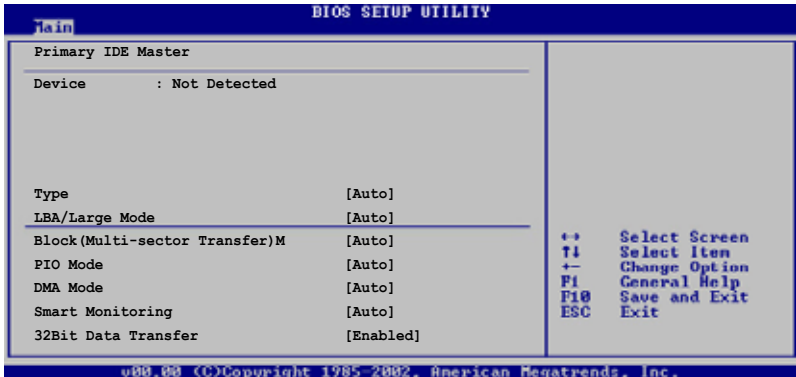 BIOS SETUP UTILITY
Main
Primary IDE Master
Device : Not Detected
Type [Auto]
LBA/Large Mode [Auto]
Block(Multi-sector Transfer)M [Auto]
PIO Mode [Auto]
DMA Mode [Auto]
Smart Monitoring [Auto]
32Bit Data Transfer [Enabled]
←→ Select Screen
↑↓ Select Item
+- Change Option
F1 General Help
F10 Save and Exit
ESC Exit
v00.00 (C)Copyright 1985-2002, American Megatrends, Inc.